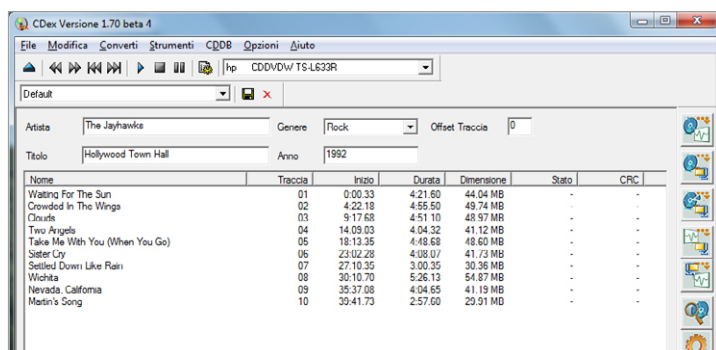 CDex Versione 1.70 beta 4
File Modifica Converti Strumenti CDDB Opzioni Aiuto
hp CDDVDW TS-L633R
Default
Artista The Jayhawks Genere Rock Offset Traccia 0
Titolo Hollywood Town Hall Anno 1992
Nome Traccia Inizio Durata Dimensione Stato CRC
Waiting For The Sun 01 0:00.33 4:21.60 44.04 MB - -
Crowded In The Wings 02 4:22.18 4:55.50 49.74 MB - -
Clouds 03 9:17.68 4:51.10 48.97 MB - -
Two Angels 04 14:09.03 4:04.32 41.12 MB - -
Take Me With You (When You Go) 05 18:13.35 4:48.68 48.60 MB - -
Sister Cry 06 23:02.28 4:08.07 41.73 MB - -
Settled Down Like Rain 07 27:10.35 3:00.35 30.36 MB - -
Wichita 08 30:10.70 5:26.13 54.87 MB - -
Nevada, California 09 35:37.08 4:04.65 41.19 MB - -
Martin's Song 10 39:41.73 2:57.60 29.91 MB - -